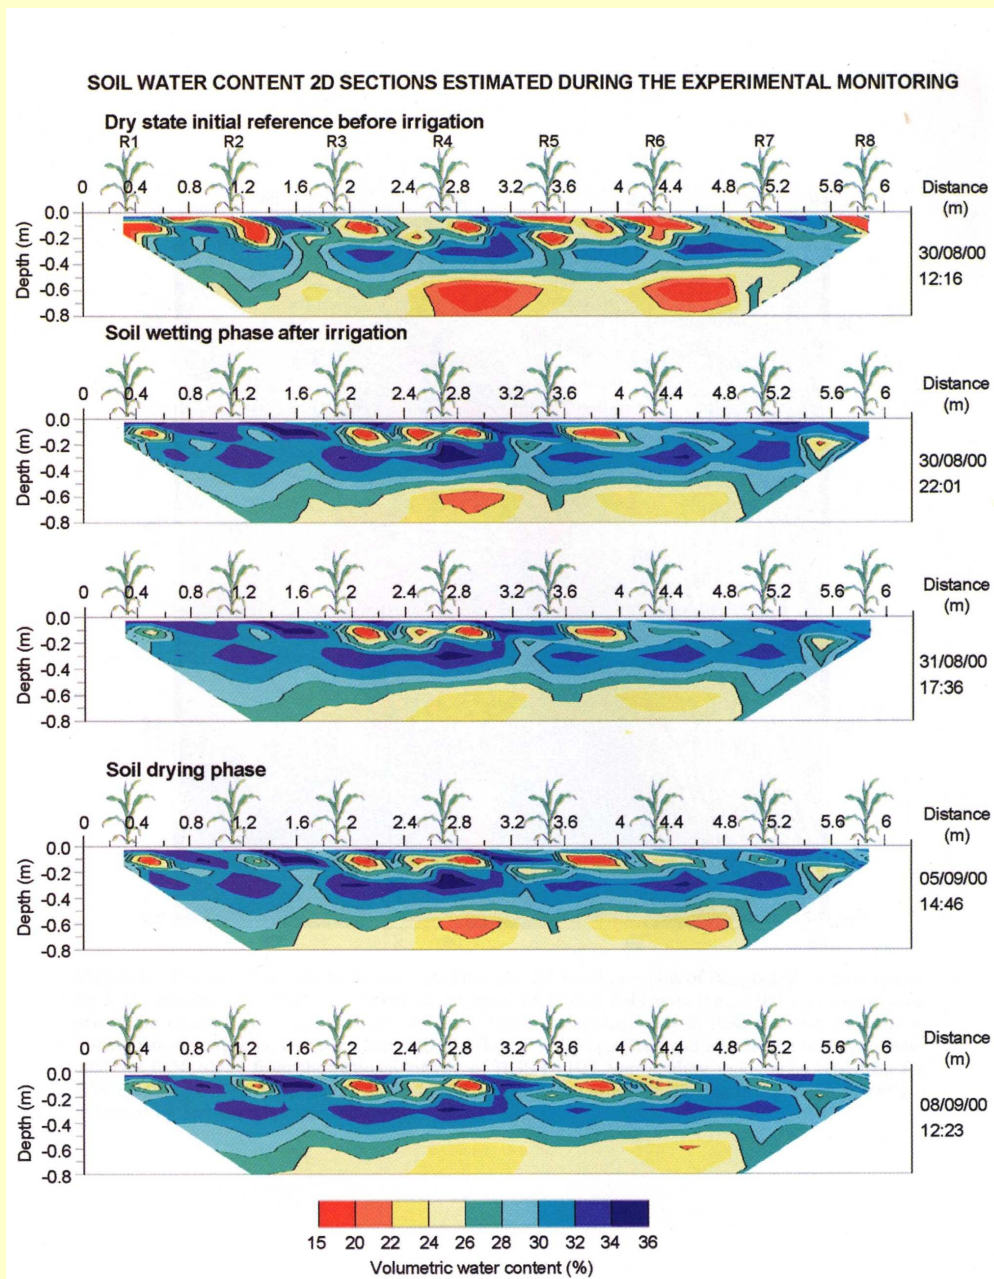 SOIL WATER CONTENT 2D SECTIONS ESTIMATED DURING THE EXPERIMENTAL MONITORING
Dry state initial reference before irrigation
R1 R2 R3 R4 R5 R6 R7 R8
0 0.4 0.8 1.2 1.6 2 2.4 2.8 3.2 3.6 4 4.4 4.8 5.2 5.6 6 Distance
(m)
0.0
-0.2
-0.4
-0.6
-0.8
Depth (m)
30/08/00
12:16
Soil wetting phase after irrigation
0 0.4 0.8 1.2 1.6 2 2.4 2.8 3.2 3.6 4 4.4 4.8 5.2 5.6 6 Distance
(m)
0.0
-0.2
-0.4
-0.6
-0.8
Depth (m)
30/08/00
22:01
0 0.4 0.8 1.2 1.6 2 2.4 2.8 3.2 3.6 4 4.4 4.8 5.2 5.6 6 Distance
(m)
0.0
-0.2
-0.4
-0.6
-0.8
Depth (m)
31/08/00
17:36
Soil drying phase
0 0.4 0.8 1.2 1.6 2 2.4 2.8 3.2 3.6 4 4.4 4.8 5.2 5.6 6 Distance
(m)
0.0
-0.2
-0.4
-0.6
-0.8
Depth (m)
05/09/00
14:46
0 0.4 0.8 1.2 1.6 2 2.4 2.8 3.2 3.6 4 4.4 4.8 5.2 5.6 6 Distance
(m)
0.0
-0.2
-0.4
-0.6
-0.8
Depth (m)
08/09/00
12:23
15 20 22 24 26 28 30 32 34 36
Volumetric water content (%)